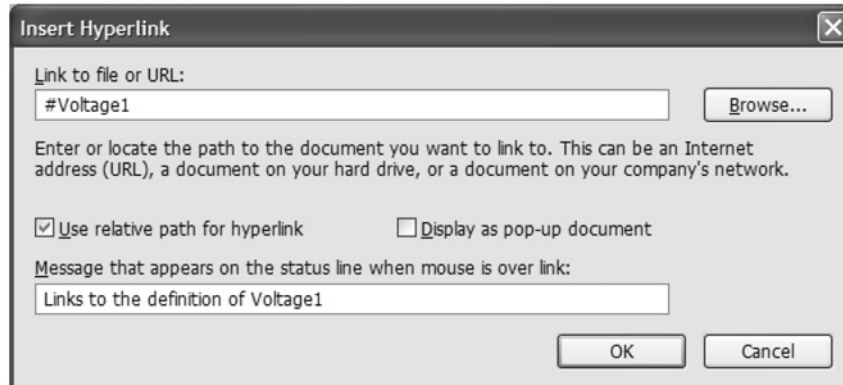 Insert Hyperlink
Link to file or URL:
#Voltage1
Browse...
Enter or locate the path to the document you want to link to. This can be an Internet
address (URL), a document on your hard drive, or a document on your company's network.
Use relative path for hyperlink
Display as pop-up document
Message that appears on the status line when mouse is over link:
Links to the definition of Voltage1
OK
Cancel